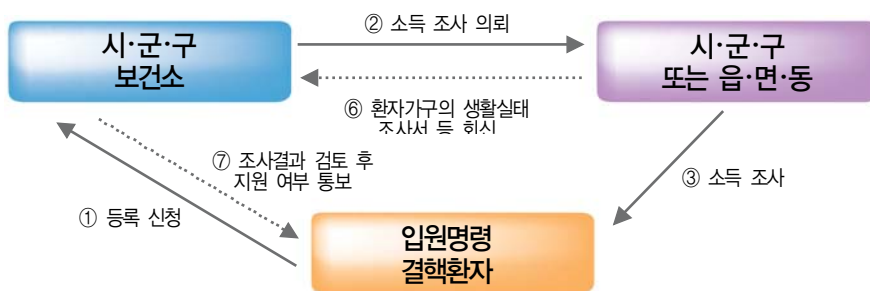 ② 소득 조사 의뢰
시·군·구
보건소
시·군·구
또는 읍·면·동
⑥ 환자가구의 생활실태
조사서 등 회신
⑦ 조사결과 검토 후
지원 여부 통보
③ 소득 조사
① 등록 신청
입원명령
결핵환자